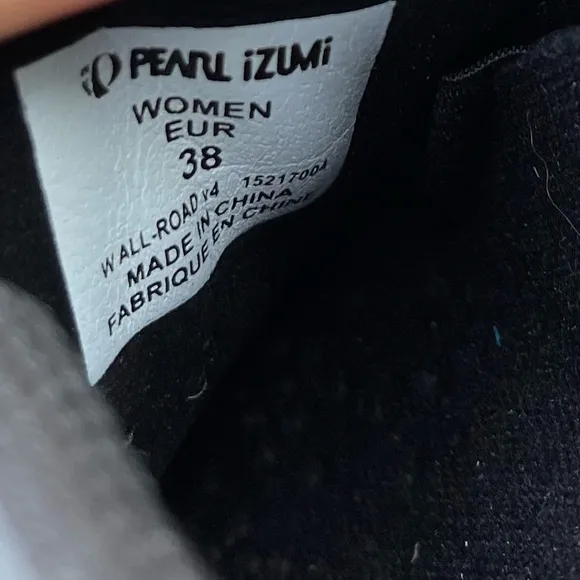 PEARL iZUMi
WOMEN
EUR
38
W ALL-ROAD v4 15217004
MADE IN CHINA
FABRIQUE EN CHINE